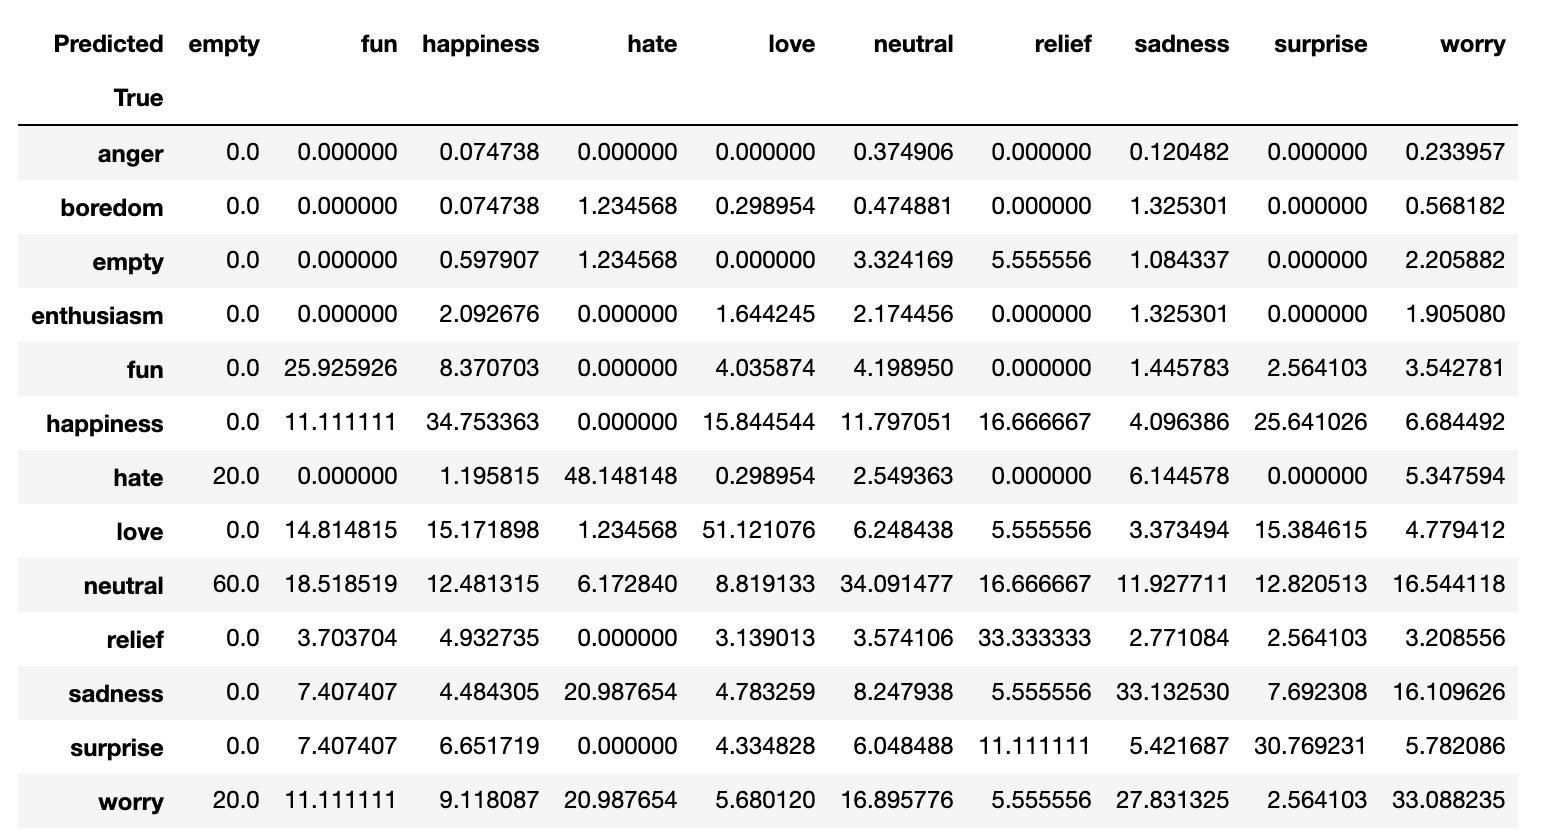 Predicted empty fun happiness hate love neutral relief sadness surprise worry
True
anger 0.0 0.000000 0.074738 0.000000 0.000000 0.374906 0.000000 0.120482 0.000000 0.233957
boredom 0.0 0.000000 0.074738 1.234568 0.298954 0.474881 0.000000 1.325301 0.000000 0.568182
empty 0.0 0.000000 0.597907 1.234568 0.000000 3.324169 5.555556 1.084337 0.000000 2.205882
enthusiasm 0.0 0.000000 2.092676 0.000000 1.644245 2.174456 0.000000 1.325301 0.000000 1.905080
fun 0.0 25.925926 8.370703 0.000000 4.035874 4.198950 0.000000 1.445783 2.564103 3.542781
happiness 0.0 11.111111 34.753363 0.000000 15.844544 11.797051 16.666667 4.096386 25.641026 6.684492
hate 20.0 0.000000 1.195815 48.148148 0.298954 2.549363 0.000000 6.144578 0.000000 5.347594
love 0.0 14.814815 15.171898 1.234568 51.121076 6.248438 5.555556 3.373494 15.384615 4.779412
neutral 60.0 18.518519 12.481315 6.172840 8.819133 34.091477 16.666667 11.927711 12.820513 16.544118
relief 0.0 3.703704 4.932735 0.000000 3.139013 3.574106 33.333333 2.771084 2.564103 3.208556
sadness 0.0 7.407407 4.484305 20.987654 4.783259 8.247938 5.555556 33.132530 7.692308 16.109626
surprise 0.0 7.407407 6.651719 0.000000 4.334828 6.048488 11.111111 5.421687 30.769231 5.782086
worry 20.0 11.111111 9.118087 20.987654 5.680120 16.895776 5.555556 27.831325 2.564103 33.088235